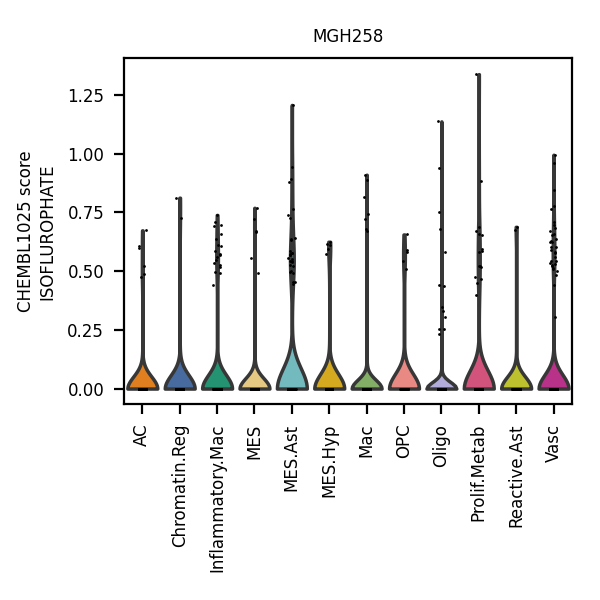 MGH258
CHEMBL1025 score
ISOFLUROPHATE
1.25
1.00
0.75
0.50
0.25
0.00
AC
Chromatin.Reg
Inflammatory.Mac
MES
MES.Ast
MES.Hyp
Mac
OPC
Oligo
Prolif.Metab
Reactive.Ast
Vasc